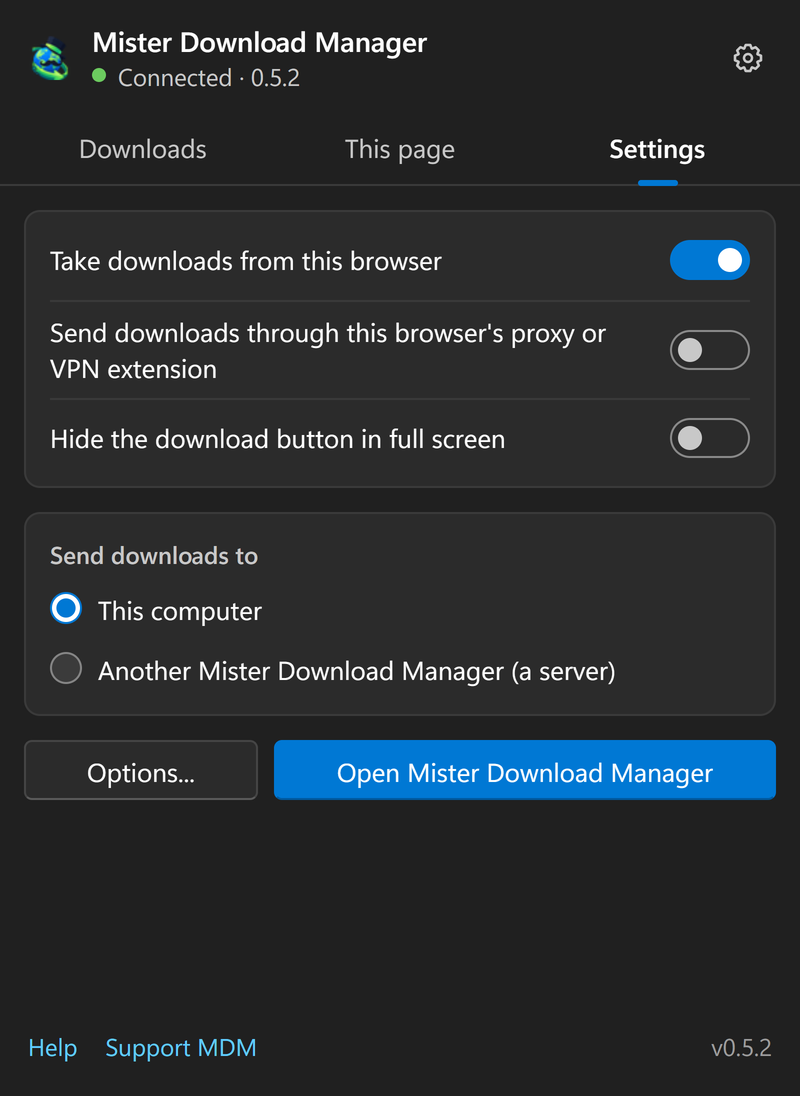 Mister Download Manager
Connected · 0.5.2
Downloads
This page
Settings
Take downloads from this browser
Send downloads through this browser's proxy or
VPN extension
Hide the download button in full screen
Send downloads to
This computer
Another Mister Download Manager (a server)
Options...
Open Mister Download Manager
Help
Support MDM
v0.5.2